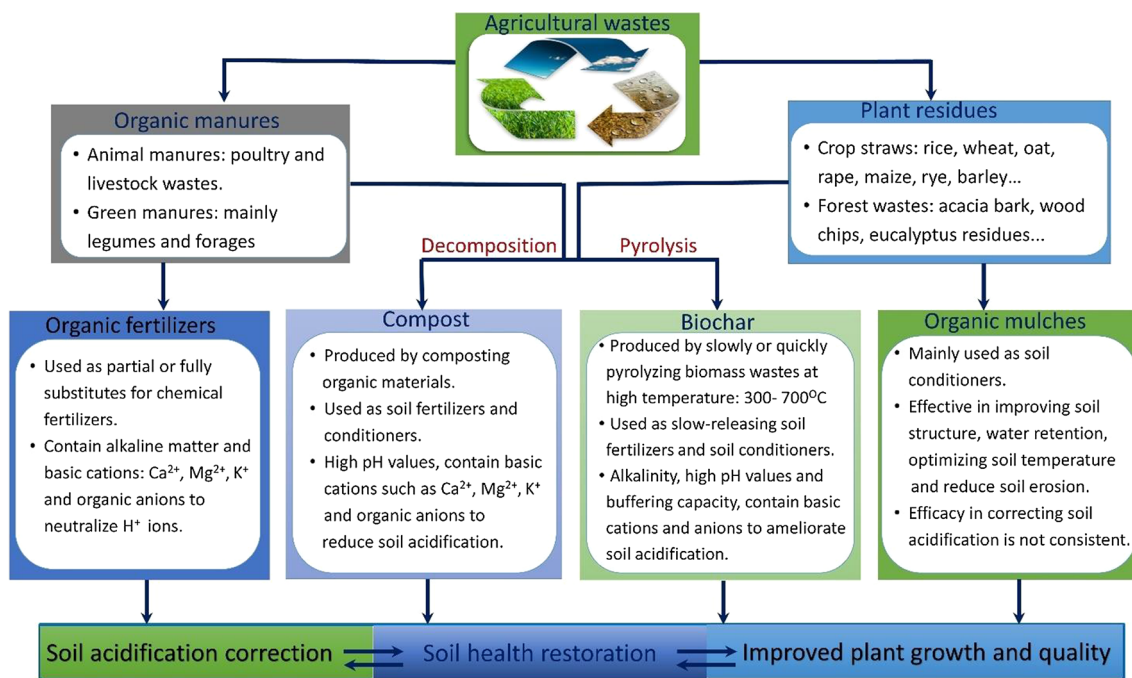 Agricultural wastes
Organic manures
• Animal manures: poultry and
livestock wastes.
• Green manures: mainly
legumes and forages
Plant residues
• Crop straws: rice, wheat, oat,
rape, maize, rye, barley...
• Forest wastes: acacia bark, wood
chips, eucalyptus residues...
Decomposition
Pyrolysis
Organic fertilizers
• Used as partial or fully
substitutes for chemical
fertilizers.
• Contain alkaline matter and
basic cations: Ca²⁺, Mg²⁺, K⁺
and organic anions to
neutralize H⁺ ions.
Compost
• Produced by composting
organic materials.
• Used as soil fertilizers and
conditioners.
• High pH values, contain basic
cations such as Ca²⁺, Mg²⁺, K⁺
and organic anions to
reduce soil acidification.
Biochar
• Produced by slowly or quickly
pyrolyzing biomass wastes at
high temperature: 300- 700ᴼC
• Used as slow-releasing soil
fertilizers and soil conditioners.
• Alkalinity, high pH values and
buffering capacity, contain basic
cations and anions to ameliorate
soil acidification.
Organic mulches
• Mainly used as soil
conditioners.
• Effective in improving soil
structure, water retention,
optimizing soil temperature
and reduce soil erosion.
• Efficacy in correcting soil
acidification is not consistent.
Soil acidification correction
Soil health restoration
Improved plant growth and quality